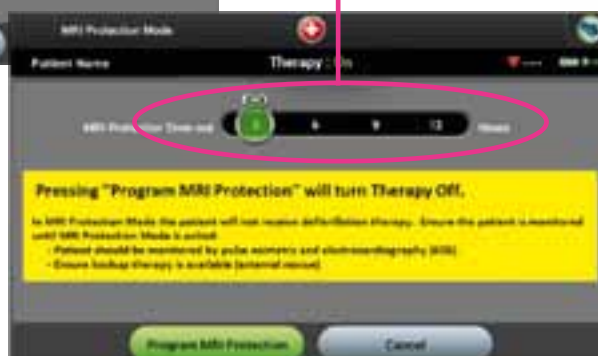 MRI Protection Mode
Patient Name Therapy: On
MRI Protection Time-out 3 6 9 12 Hours
Pressing "Program MRI Protection" will turn Therapy Off.
In MRI Protection Mode the patient will not receive defibrillation therapy. Ensure the patient is monitored
until MRI Protection Mode is exited.
- Patient should be monitored by pulse oximetry and electrocardiography (ECG)
- Ensure backup therapy is available (external rescue)
Program MRI Protection Cancel